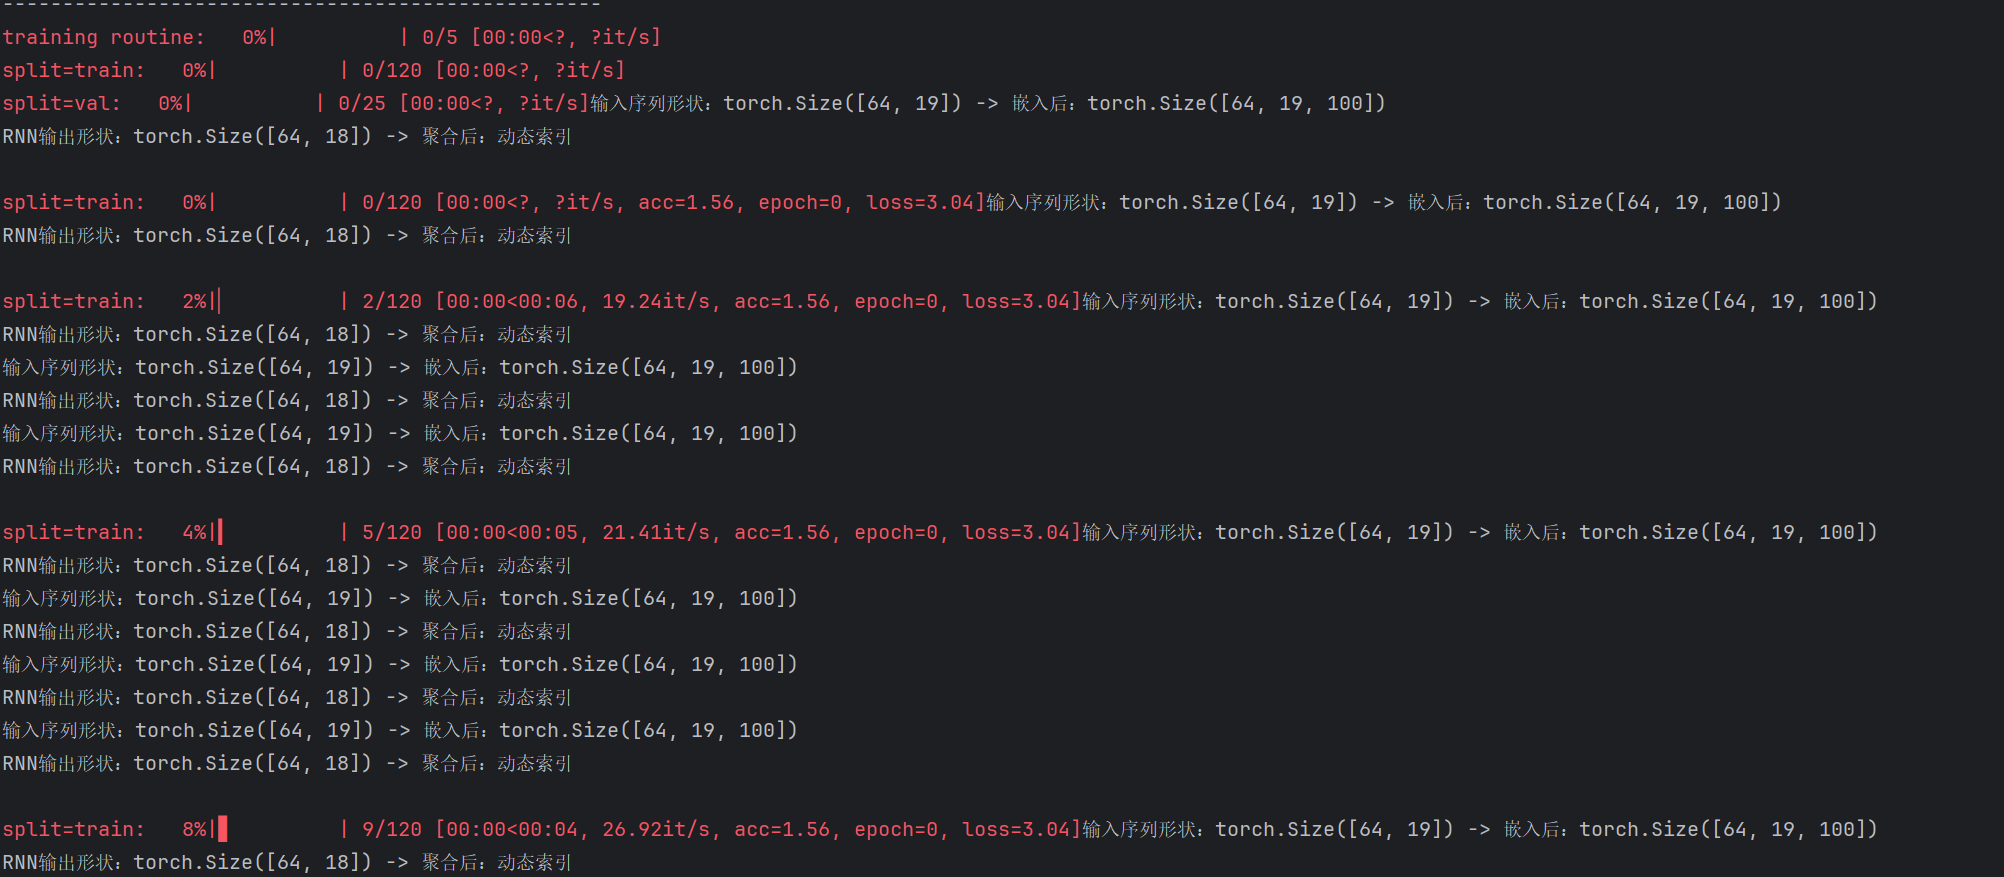 --------------------------------------------------
training routine:   0%|          | 0/5 [00:00<?, ?it/s]
split=train:   0%|          | 0/120 [00:00<?, ?it/s]
split=val:   0%|          | 0/25 [00:00<?, ?it/s]输入序列形状：torch.Size([64, 19]) -> 嵌入后：torch.Size([64, 19, 100])
RNN输出形状：torch.Size([64, 18]) -> 聚合后：动态索引
split=train:   0%|          | 0/120 [00:00<?, ?it/s, acc=1.56, epoch=0, loss=3.04]输入序列形状：torch.Size([64, 19]) -> 嵌入后：torch.Size([64, 19, 100])
RNN输出形状：torch.Size([64, 18]) -> 聚合后：动态索引
split=train:   2%|▏         | 2/120 [00:00<00:06, 19.24it/s, acc=1.56, epoch=0, loss=3.04]输入序列形状：torch.Size([64, 19]) -> 嵌入后：torch.Size([64, 19, 100])
RNN输出形状：torch.Size([64, 18]) -> 聚合后：动态索引
输入序列形状：torch.Size([64, 19]) -> 嵌入后：torch.Size([64, 19, 100])
RNN输出形状：torch.Size([64, 18]) -> 聚合后：动态索引
输入序列形状：torch.Size([64, 19]) -> 嵌入后：torch.Size([64, 19, 100])
RNN输出形状：torch.Size([64, 18]) -> 聚合后：动态索引
split=train:   4%|▍         | 5/120 [00:00<00:05, 21.41it/s, acc=1.56, epoch=0, loss=3.04]输入序列形状：torch.Size([64, 19]) -> 嵌入后：torch.Size([64, 19, 100])
RNN输出形状：torch.Size([64, 18]) -> 聚合后：动态索引
输入序列形状：torch.Size([64, 19]) -> 嵌入后：torch.Size([64, 19, 100])
RNN输出形状：torch.Size([64, 18]) -> 聚合后：动态索引
输入序列形状：torch.Size([64, 19]) -> 嵌入后：torch.Size([64, 19, 100])
RNN输出形状：torch.Size([64, 18]) -> 聚合后：动态索引
输入序列形状：torch.Size([64, 19]) -> 嵌入后：torch.Size([64, 19, 100])
RNN输出形状：torch.Size([64, 18]) -> 聚合后：动态索引
split=train:   8%|▊         | 9/120 [00:00<00:04, 26.92it/s, acc=1.56, epoch=0, loss=3.04]输入序列形状：torch.Size([64, 19]) -> 嵌入后：torch.Size([64, 19, 100])
RNN输出形状：torch.Size([64, 18]) -> 聚合后：动态索引